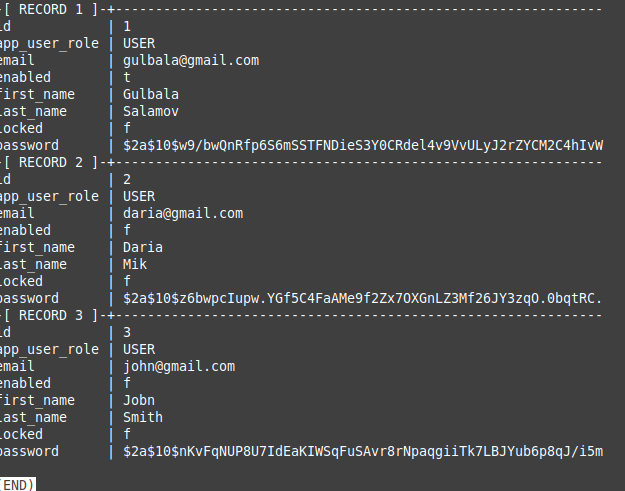 -[ RECORD 1 ]-+-------------------------------------------------------------
id | 1
app_user_role | USER
email | gulbala@gmail.com
enabled | t
first_name | Gulbala
last_name | Salamov
locked | f
password | $2a$10$w9/bwQnRfp6S6mSSTFNDieS3Y0CRdel4v9VvULyJ2rZYCM2C4hIvW
-[ RECORD 2 ]-+-------------------------------------------------------------
id | 2
app_user_role | USER
email | daria@gmail.com
enabled | f
first_name | Daria
last_name | Mik
locked | f
password | $2a$10$z6bwpcIupw.YGf5C4FaAMe9f2Zx7OXGnLZ3Mf26JY3zqO.0bqtRC.
-[ RECORD 3 ]-+-------------------------------------------------------------
id | 3
app_user_role | USER
email | john@gmail.com
enabled | f
first_name | Jobn
last_name | Smith
locked | f
password | $2a$10$nKvFqNUP8U7IdEaKIWSqFuSAvr8rNpaqgiiTk7LBJYub6p8qJ/i5m
(END)